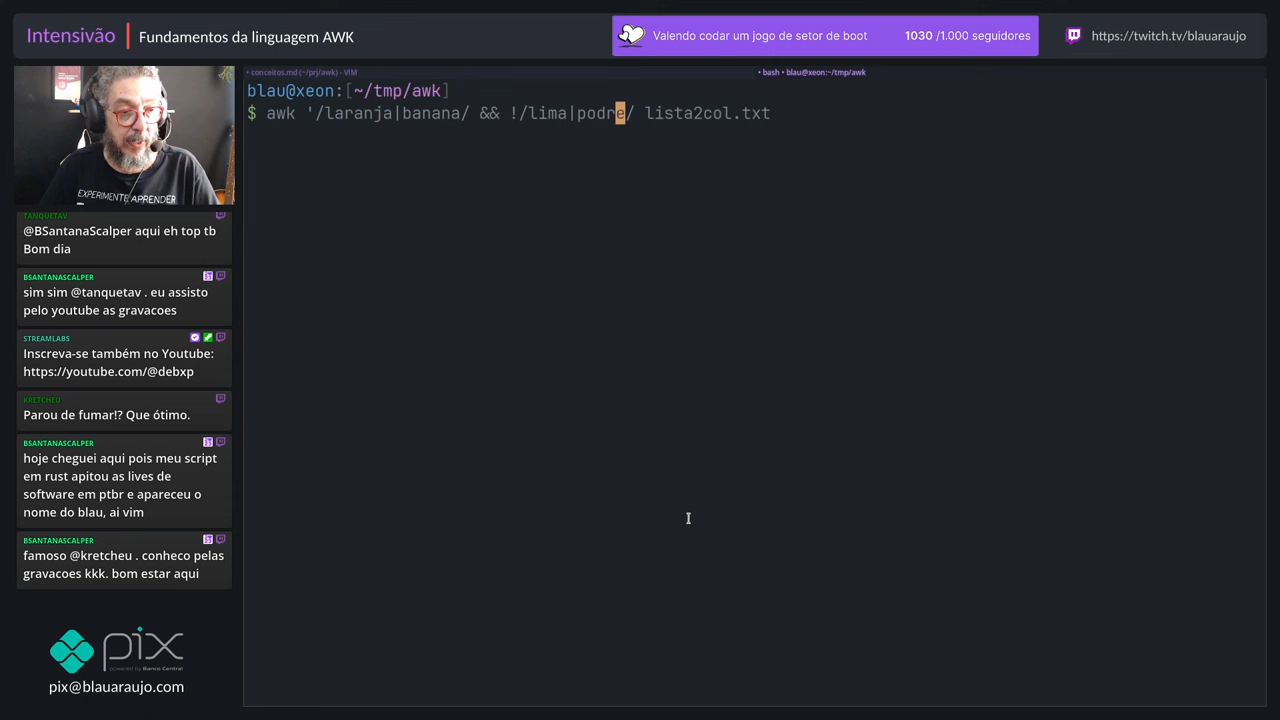 Intensivão
Fundamentos da linguagem AWK
Valendo codar um jogo de setor de boot
1030 /1.000 seguidores
https://twitch.tv/blauaraujo
• conceitos.md (~/prj/awk) - VIM
• bash • blau@xeon:~/tmp/awk
blau@xeon:[~/tmp/awk]
$ awk '/laranja|banana/ && !/lima|podre/ lista2col.txt
EXPERIMENTE, APRENDER
TANQUETAV
@BSantanaScalper aqui eh top tb
Bom dia
BSANTANASCALPER
sim sim @tanquetav . eu assisto
pelo youtube as gravacoes
STREAMLABS
Inscreva-se também no Youtube:
https://youtube.com/@debxp
KRETCHEU
Parou de fumar!? Que ótimo.
BSANTANASCALPER
hoje cheguei aqui pois meu script
em rust apitou as lives de
software em ptbr e apareceu o
nome do blau, ai vim
BSANTANASCALPER
famoso @kretcheu . conheco pelas
gravacoes kkk. bom estar aqui
pix
powered by Banco Central
pix@blauaraujo.com